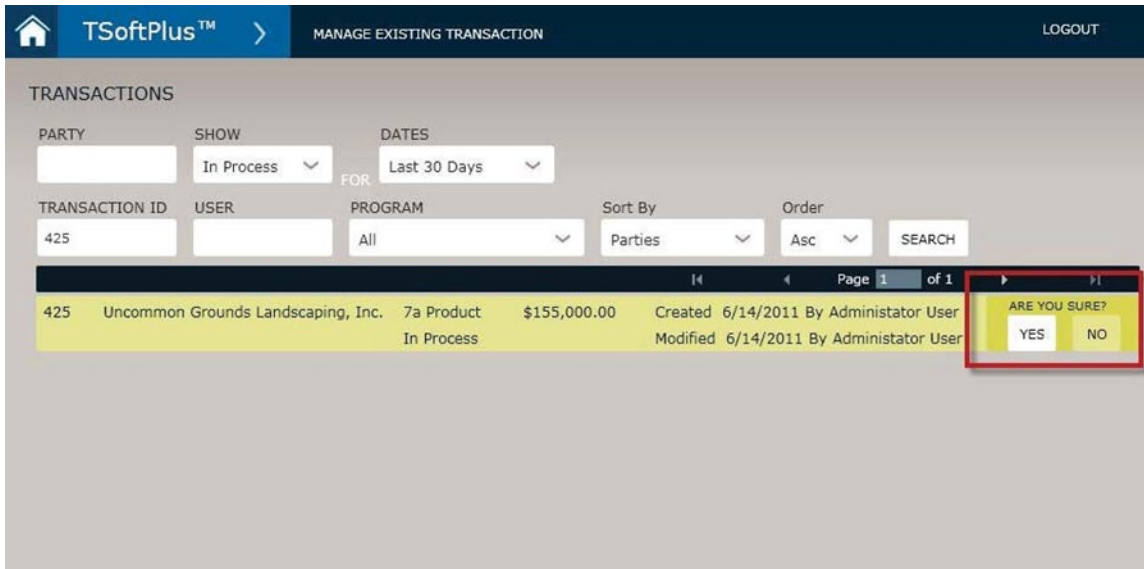 TSoftPlus™ MANAGE EXISTING TRANSACTION LOGOUT
TRANSACTIONS
PARTY SHOW DATES
In Process FOR Last 30 Days
TRANSACTION ID USER PROGRAM Sort By Order
425 All Parties Asc SEARCH
Page 1 of 1
425 Uncommon Grounds Landscaping, Inc. 7a Product $155,000.00 Created 6/14/2011 By Administator User ARE YOU SURE?
In Process Modified 6/14/2011 By Administator User YES NO